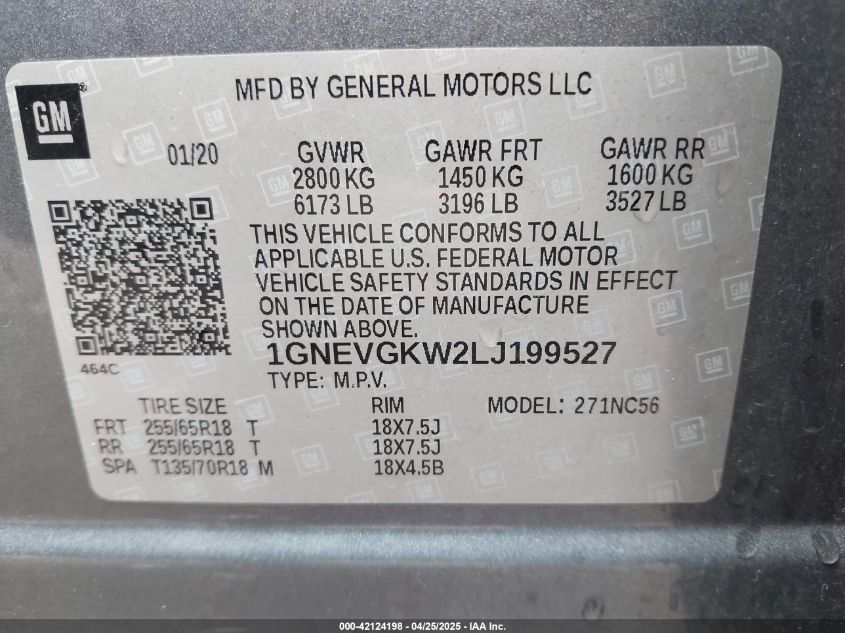 GM
MFD BY GENERAL MOTORS LLC
01/20 GVWR GAWR FRT GAWR RR
2800 KG 1450 KG 1600 KG
6173 LB 3196 LB 3527 LB
THIS VEHICLE CONFORMS TO ALL
APPLICABLE U.S. FEDERAL MOTOR
VEHICLE SAFETY STANDARDS IN EFFECT
ON THE DATE OF MANUFACTURE
SHOWN ABOVE.
1GNEVGKW2LJ199527
464C
TYPE: M.P.V.
TIRE SIZE RIM MODEL: 271NC56
FRT 255/65R18 T 18X7.5J
RR 255/65R18 T 18X7.5J
SPA T135/70R18 M 18X4.5B
000-42124198 - 04/25/2025 - IAA Inc.